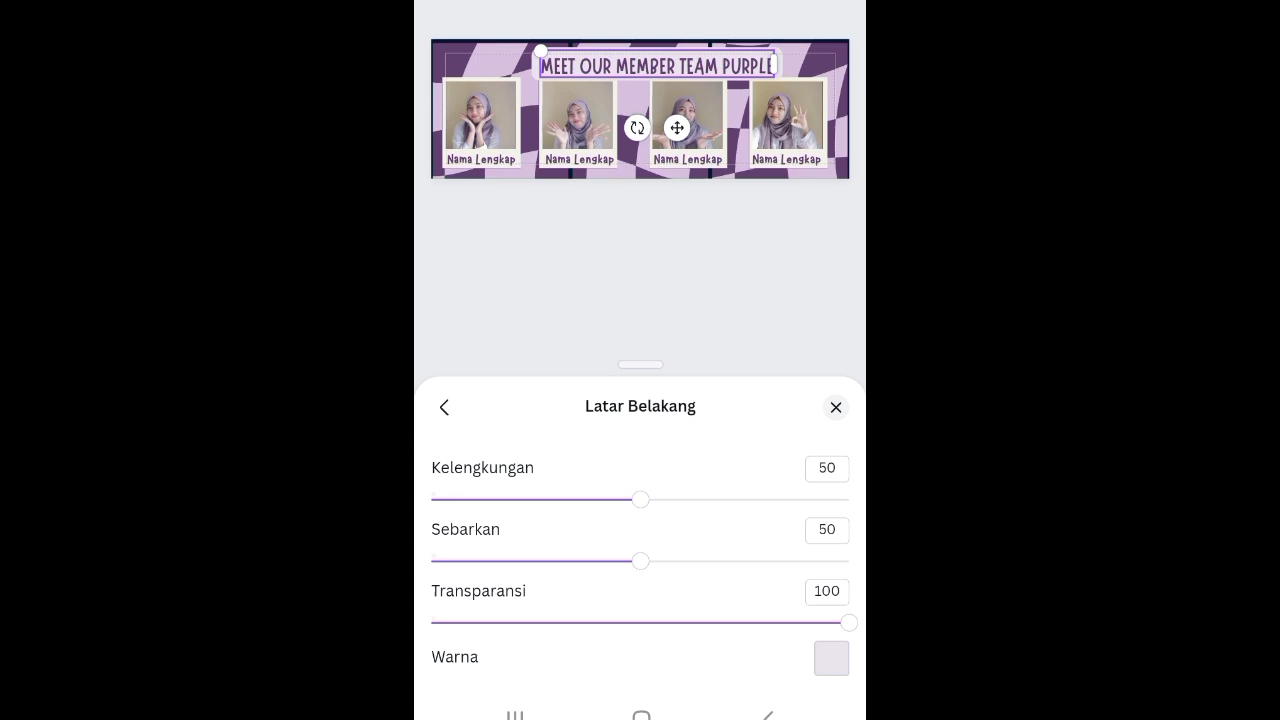 MEET OUR MEMBER TEAM PURPLE
Nama Lengkap Nama Lengkap Nama Lengkap Nama Lengkap
Latar Belakang
Kelengkungan 50
Sebarkan 50
Transparansi 100
Warna